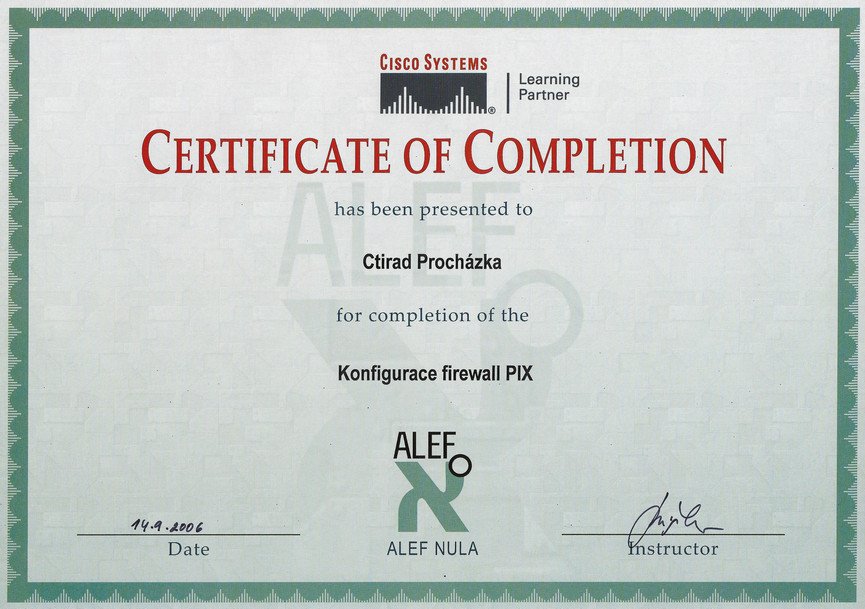 CISCO SYSTEMS
Learning
Partner
CERTIFICATE OF COMPLETION
has been presented to
Ctirad Procházka
for completion of the
Konfigurace firewall PIX
ALEF
14.9.2006
Date
ALEF NULA
Instructor